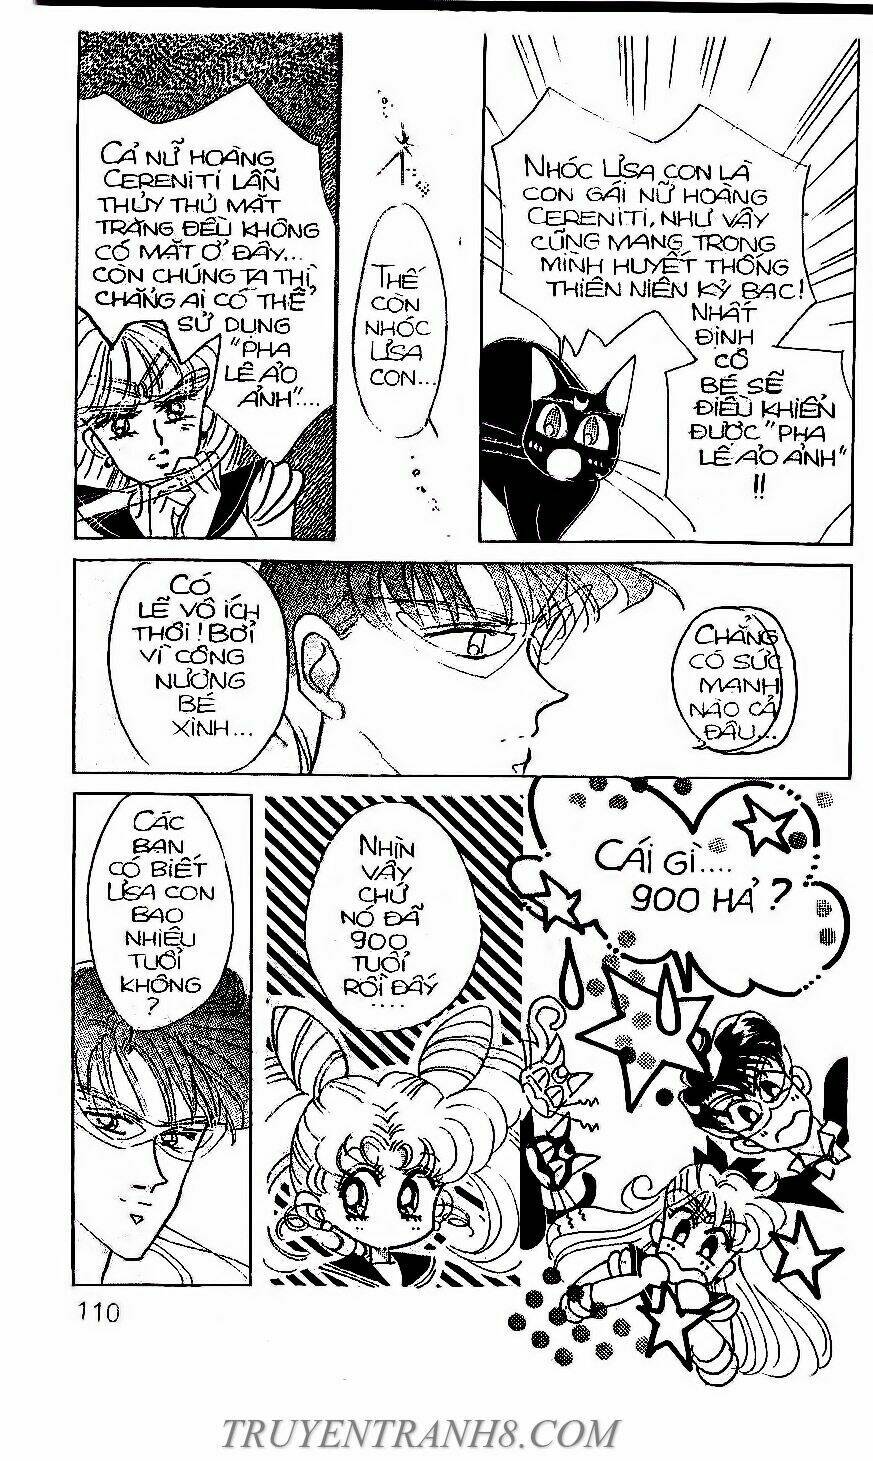 CẢ NỮ HOÀNG
CERENITI LẪN
THỦY THỦ MẶT
TRĂNG ĐỀU KHÔNG
CÓ MẶT Ở ĐÂY...
CÒN CHÚNG TA THÌ
CHẲNG AI CÓ THỂ
SỬ DỤNG
"PHA
LÊ ẢO
ẢNH"....
THẾ
CÒN
NHÓC
ƯSA
CON...
NHÓC ƯSA CON LÀ
CON GÁI NỮ HOÀNG
CERENITI, NHƯ VẬY
CŨNG MANG TRONG
MÌNH HUYẾT THỐNG
THIÊN NIÊN KỶ BẠC!
NHẤT
ĐỊNH
CÔ
BÉ SẼ
ĐIỀU KHIỂN
ĐƯỢC "PHA
LÊ ẢO ẢNH"
!!
CÓ
LẼ VÔ ÍCH
THÔI! BỞI
VÌ CÔNG
NƯƠNG
BÉ
XÌNH...
CHẲNG
CÓ SỨC
MẠNH
NÀO CẢ
ĐÂU...
CÁC
BẠN
CÓ BIẾT
ƯSA CON
BAO
NHIÊU
TUỔI
KHÔNG
?
NHÌN
VẬY
CHỨ
NÓ ĐÃ
900
TUỔI
RỒI ĐẤY
....
CÁI GÌ....
900 HẢ?
110
TRUYENTRANH8.COM